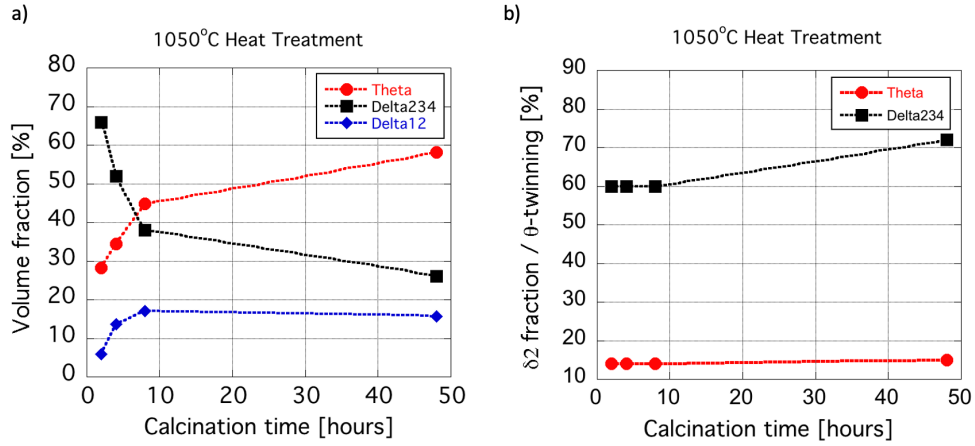 a)
1050°C Heat Treatment
Volume fraction [%]
80
70
60
50
40
30
20
10
0
Theta
Delta234
Delta12
0 10 20 30 40 50
Calcination time [hours]
b)
1050°C Heat Treatment
δ2 fraction / θ-twinning [%]
90
80
70
60
50
40
30
20
10
Theta
Delta234
0 10 20 30 40 50
Calcination time [hours]